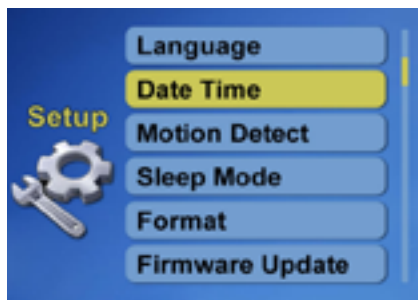 Setup
Language
Date Time
Motion Detect
Sleep Mode
Format
Firmware Update